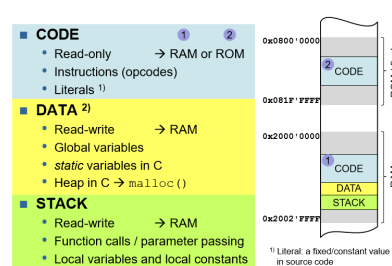 CODE ① ②
Read-only → RAM or ROM
Instructions (opcodes)
Literals 1)
DATA 2)
Read-write → RAM
Global variables
static variables in C
Heap in C → malloc()
STACK
Read-write → RAM
Function calls / parameter passing
Local variables and local constants
0x0800'0000
② CODE
0x081F'FFFF
0x2000'0000
① CODE
DATA
STACK
0x2002'FFFF
1) Literal: a fixed/constant value
in source code